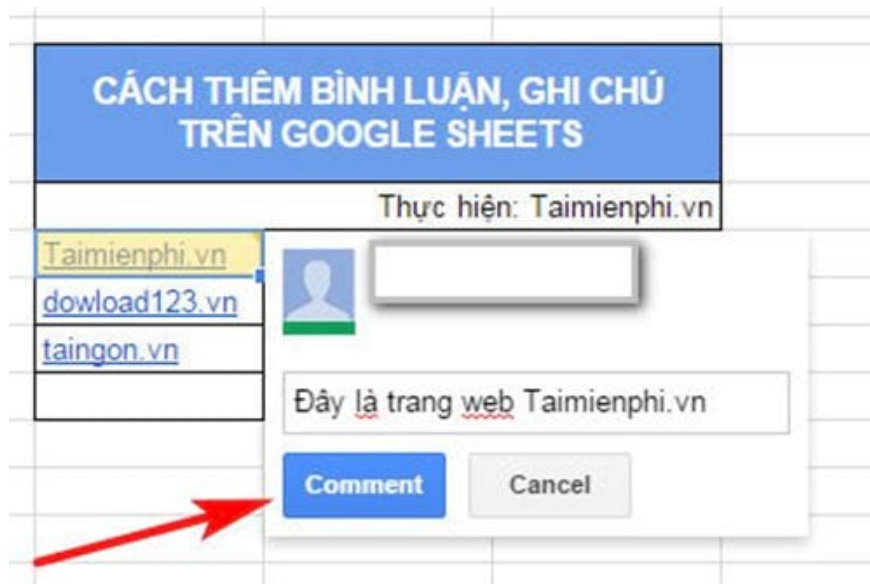 CÁCH THÊM BÌNH LUẬN, GHI CHÚ
TRÊN GOOGLE SHEETS
Thực hiện: Taimienphi.vn
Taimienphi.vn
dowload123.vn
taingon.vn
Đây là trang web Taimienphi.vn
Comment
Cancel